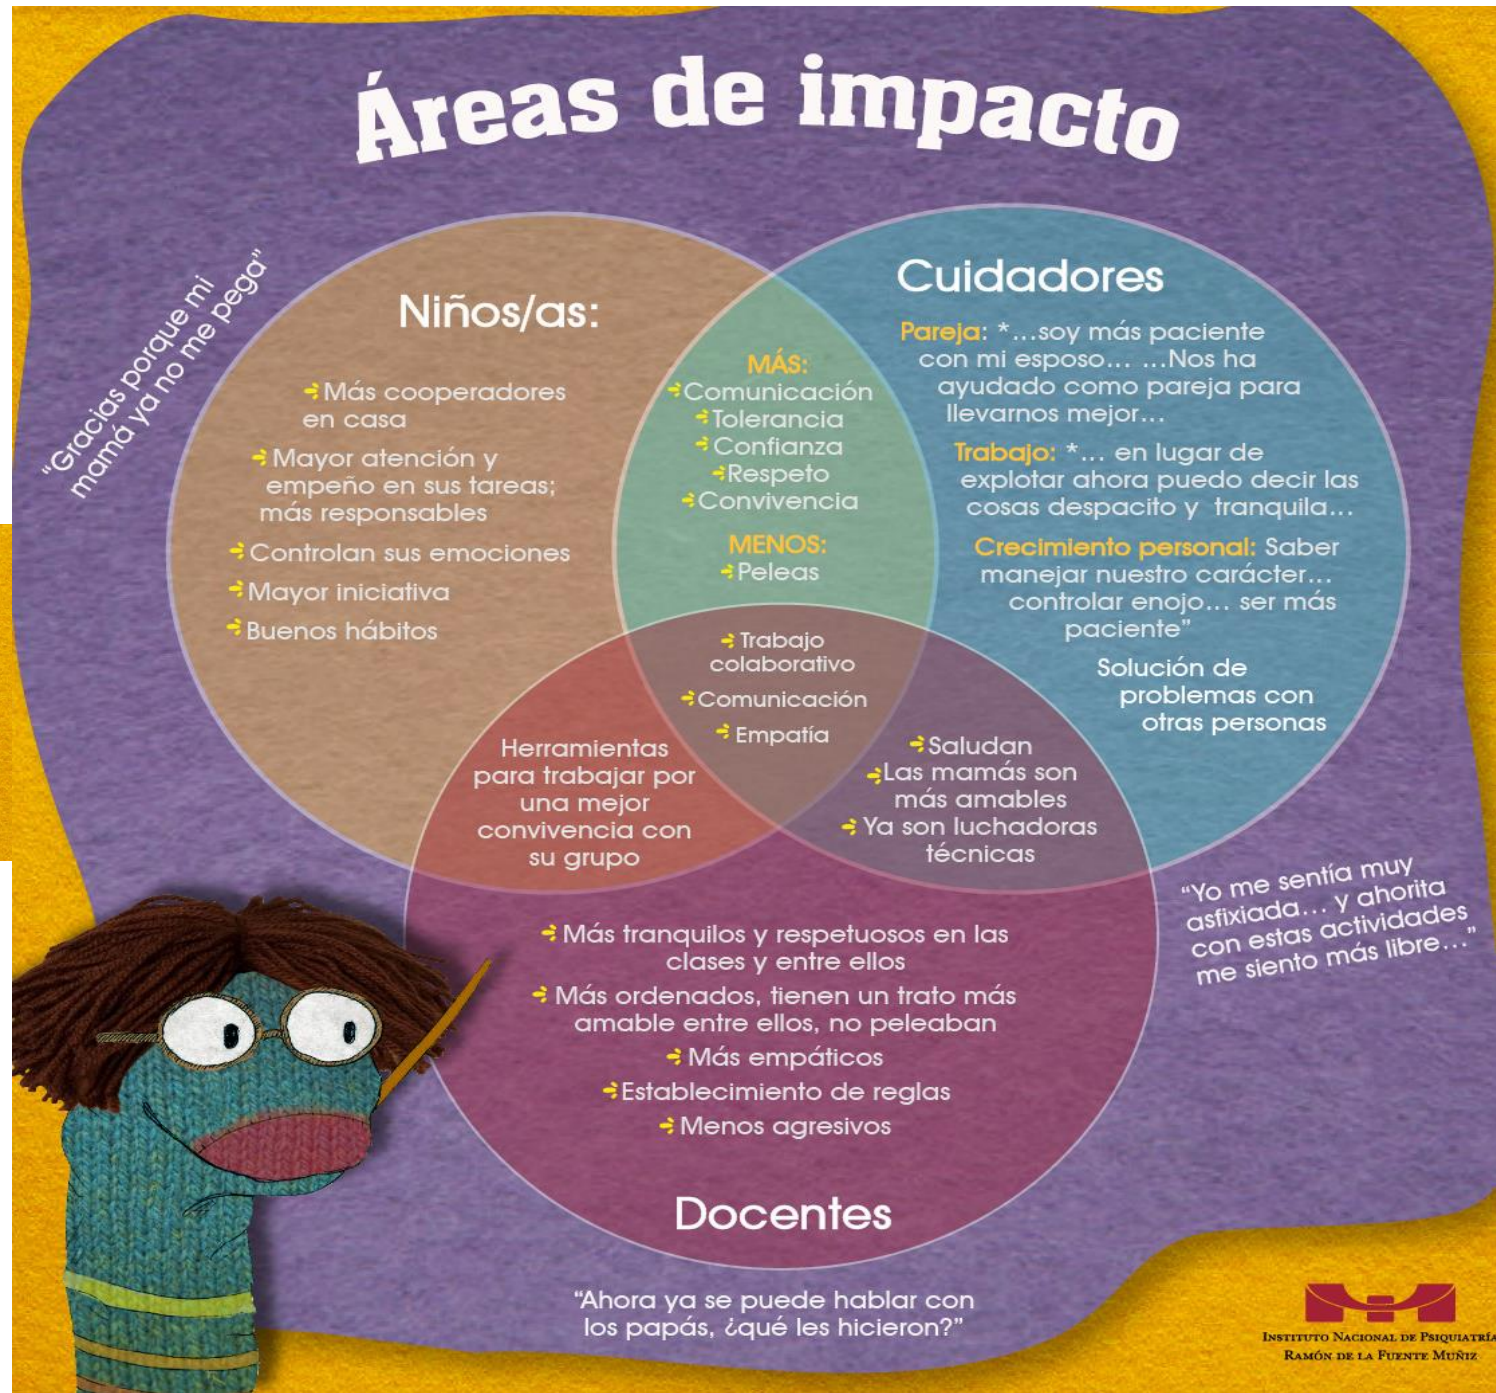 Áreas de impacto
"Gracias porque mi
mamá ya no me pega"
Niños/as:
Más cooperadores
en casa
Mayor atención y
empeño en sus tareas;
más responsables
Controlan sus emociones
Mayor iniciativa
Buenos hábitos
MÁS:
Comunicación
Tolerancia
Confianza
Respeto
Convivencia
MENOS:
Peleas
Cuidadores
Pareja: *...soy más paciente
con mi esposo... ...Nos ha
ayudado como pareja para
llevarnos mejor...
Trabajo: *... en lugar de
explotar ahora puedo decir las
cosas despacito y tranquila...
Crecimiento personal: Saber
manejar nuestro carácter...
controlar enojo... ser más
paciente"
Solución de
problemas con
otras personas
Trabajo
colaborativo
Comunicación
Empatía
Herramientas
para trabajar por
una mejor
convivencia con
su grupo
Saludan
Las mamás son
más amables
Ya son luchadoras
técnicas
"Yo me sentía muy
asfixiada... y ahorita
con estas actividades
me siento más libre..."
Más tranquilos y respetuosos en las
clases y entre ellos
Más ordenados, tienen un trato más
amable entre ellos, no peleaban
Más empáticos
Establecimiento de reglas
Menos agresivos
Docentes
"Ahora ya se puede hablar con
los papás, ¿qué les hicieron?"
INSTITUTO NACIONAL DE PSIQUIATRÍA
RAMÓN DE LA FUENTE MUÑIZ